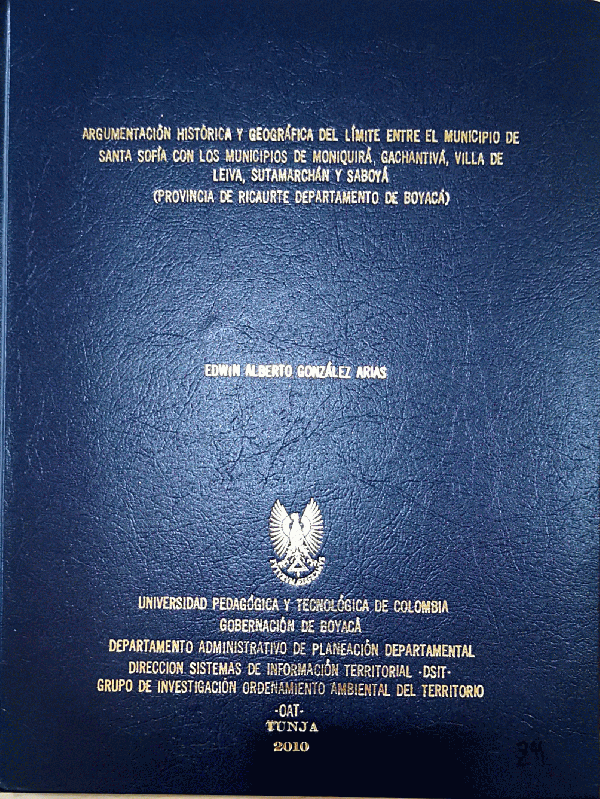 ARGUMENTACIÓN HISTÓRICA Y GEOGRÁFICA DEL LÍMITE ENTRE EL MUNICIPIO DE
SANTA SOFÍA CON LOS MUNICIPIOS DE MONIQUIRÁ, GACHANTIVÁ, VILLA DE
LEIVA, SUTAMARCHÁN Y SABOYÁ
(PROVINCIA DE RICAURTE DEPARTAMENTO DE BOYACÁ)
EDWIN ALBERTO GONZÁLEZ ARIAS
UNIVERSIDAD PEDAGÓGICA Y TECNOLÓGICA DE COLOMBIA
GOBERNACIÓN DE BOYACÁ
DEPARTAMENTO ADMINISTRATIVO DE PLANEACIÓN DEPARTAMENTAL
DIRECCION SISTEMAS DE INFORMACIÓN TERRITORIAL -DSIT-
GRUPO DE INVESTIGACIÓN ORDENAMIENTO AMBIENTAL DEL TERRITORIO
-OAT-
TUNJA
2010